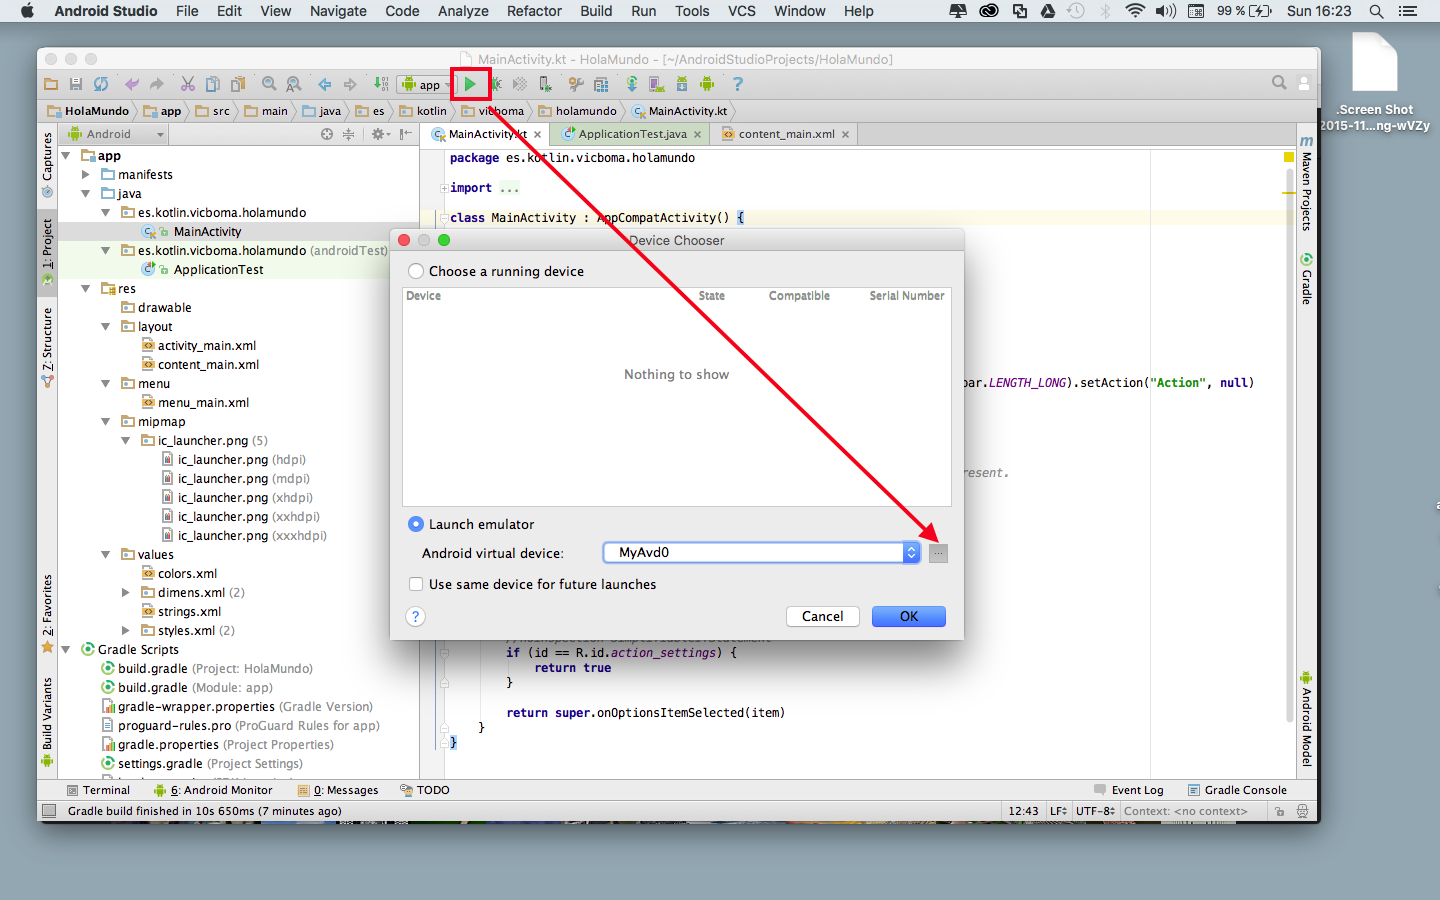 Android Studio File Edit View Navigate Code Analyze Refactor Build Run Tools VCS Window Help 99 % Sun 16:23
MainActivity.kt - HolaMundo - [~/AndroidStudioProjects/HolaMundo]
app
HolaMundo app src main java es kotlin vicboma holamundo MainActivity.kt
.Screen Shot
2015-11...ng-wVZy
Android
MainActivity.kt ApplicationTest.java content_main.xml
Captures
1: Project
7: Structure
2: Favorites
Build Variants
app
manifests
java
es.kotlin.vicboma.holamundo
MainActivity
es.kotlin.vicboma.holamundo (androidTest)
ApplicationTest
res
drawable
layout
activity_main.xml
content_main.xml
menu
menu_main.xml
mipmap
ic_launcher.png (5)
ic_launcher.png (hdpi)
ic_launcher.png (mdpi)
ic_launcher.png (xhdpi)
ic_launcher.png (xxhdpi)
ic_launcher.png (xxxhdpi)
values
colors.xml
dimens.xml (2)
strings.xml
styles.xml (2)
Gradle Scripts
build.gradle (Project: HolaMundo)
build.gradle (Module: app)
gradle-wrapper.properties (Gradle Version)
proguard-rules.pro (ProGuard Rules for app)
gradle.properties (Project Properties)
settings.gradle (Project Settings)
package es.kotlin.vicboma.holamundo
import ...
class MainActivity : AppCompatActivity() {
bar.LENGTH_LONG).setAction("Action", null)
resent.
if (id == R.id.action_settings) {
return true
}
return super.onOptionsItemSelected(item)
}
}
Device Chooser
Choose a running device
Device State Compatible Serial Number
Nothing to show
Launch emulator
Android virtual device: MyAvd0 ...
Use same device for future launches
? Cancel OK
m Maven Projects
Gradle
Android Model
Terminal 6: Android Monitor 0: Messages TODO Event Log Gradle Console
Gradle build finished in 10s 650ms (7 minutes ago) 12:43 LF UTF-8 Context: <no context>